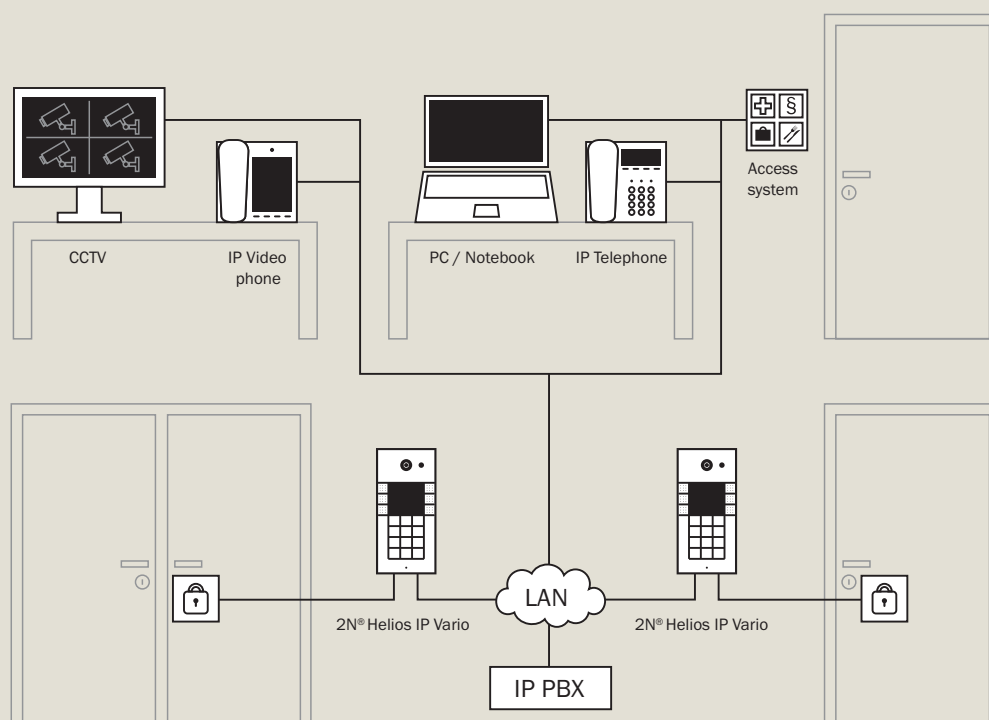 §
Access
system
CCTV
IP Video
phone
PC / Notebook
IP Telephone
LAN
2N® Helios IP Vario
2N® Helios IP Vario
IP PBX